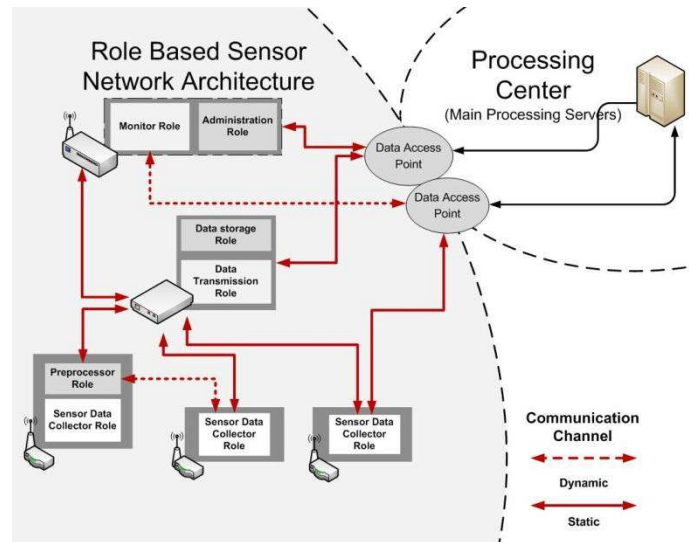 Role Based Sensor
Network Architecture
Processing
Center
(Main Processing Servers)
Monitor Role
Administration
Role
Data Access
Point
Data Access
Point
Data storage
Role
Data
Transmission
Role
Preprocessor
Role
Sensor Data
Collector Role
Sensor Data
Collector
Role
Sensor Data
Collector
Role
Communication
Channel
Dynamic
Static